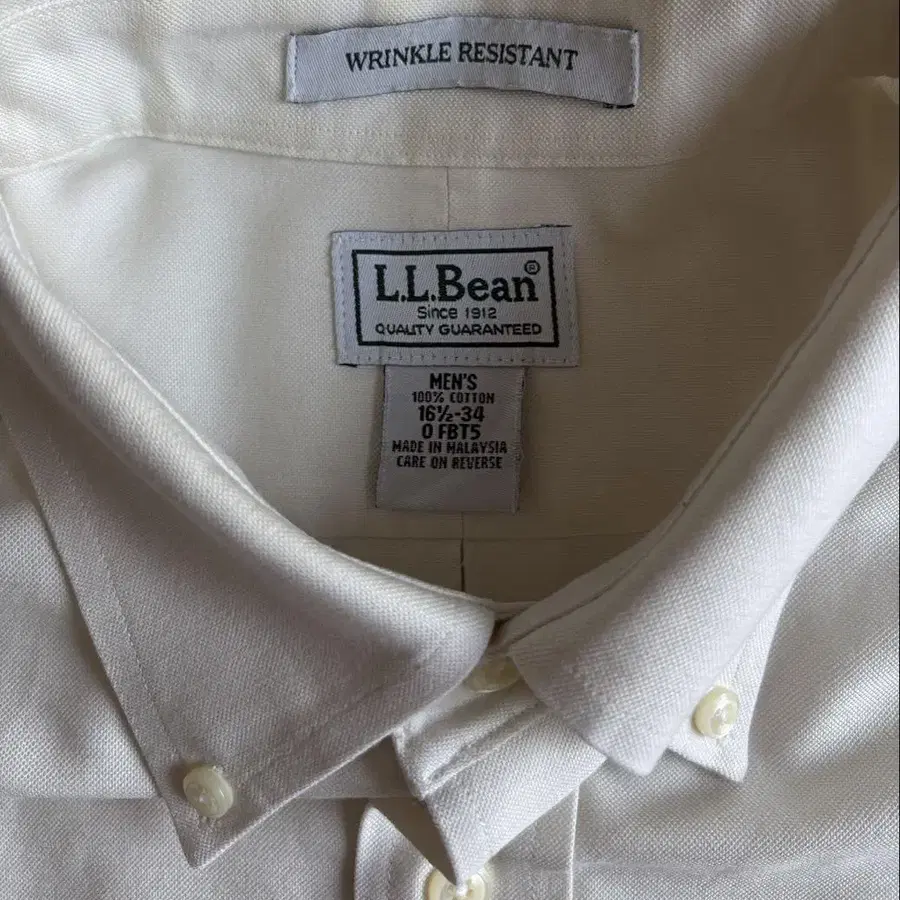 WRINKLE RESISTANT
L.L.Bean®
Since 1912
QUALITY GUARANTEED
MEN'S
100% COTTON
16½-34
0 FBT5
MADE IN MALAYSIA
CARE ON REVERSE